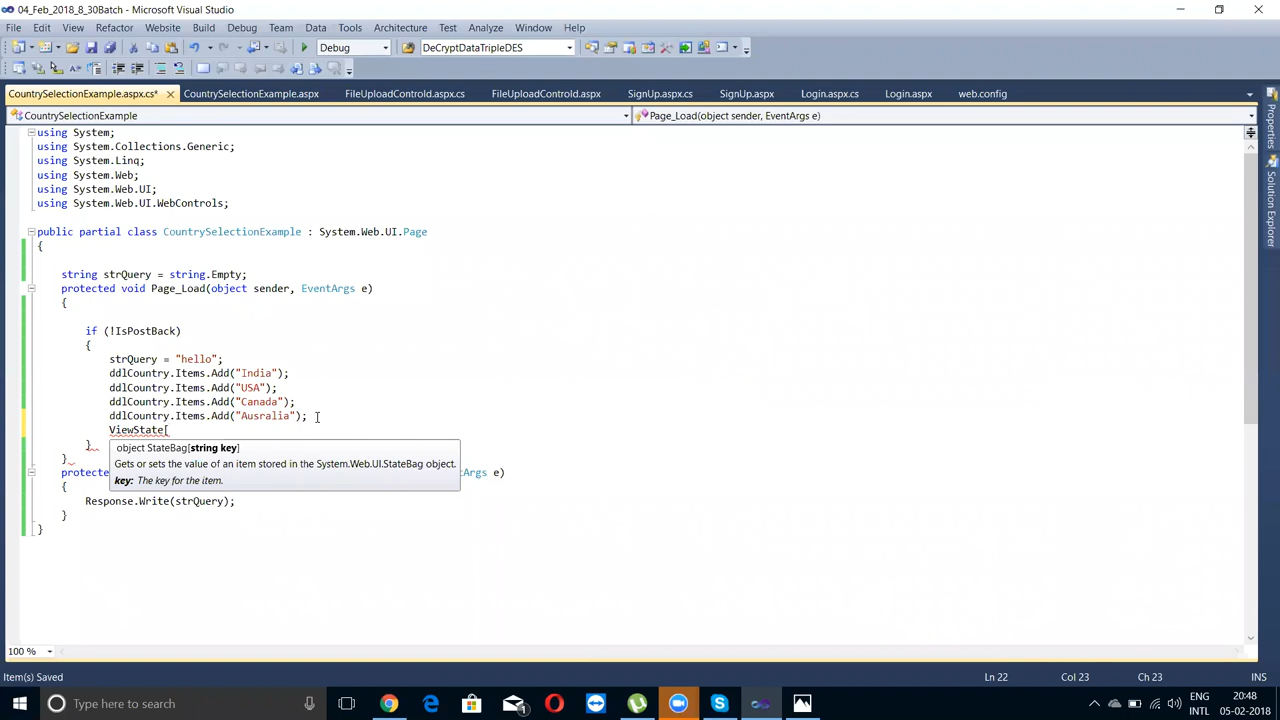 04_Feb_2018_8_30Batch - Microsoft Visual Studio
File Edit View Refactor Website Build Debug Team Data Tools Architecture Test Analyze Window Help
Debug DeCryptDataTripleDES
CountrySelectionExample.aspx.cs* CountrySelectionExample.aspx FileUploadControld.aspx.cs FileUploadControld.aspx SignUp.aspx.cs SignUp.aspx Login.aspx.cs Login.aspx web.config
CountrySelectionExample Page_Load(object sender, EventArgs e)
Properties
Solution Explorer
using System;
using System.Collections.Generic;
using System.Linq;
using System.Web;
using System.Web.UI;
using System.Web.UI.WebControls;
public partial class CountrySelectionExample : System.Web.UI.Page
{
string strQuery = string.Empty;
protected void Page_Load(object sender, EventArgs e)
{
if (!IsPostBack)
{
strQuery = "hello";
ddlCountry.Items.Add("India");
ddlCountry.Items.Add("USA");
ddlCountry.Items.Add("Canada");
ddlCountry.Items.Add("Ausralia");
ViewState[
}
object StateBag[string key]
Gets or sets the value of an item stored in the System.Web.UI.StateBag object.
key: The key for the item.
}
protecte gs e)
{
Response.Write(strQuery);
}
}
100 %
Item(s) Saved Ln 22 Col 23 Ch 23 INS
Type here to search 1 ENG 20:48
INTL 05-02-2018